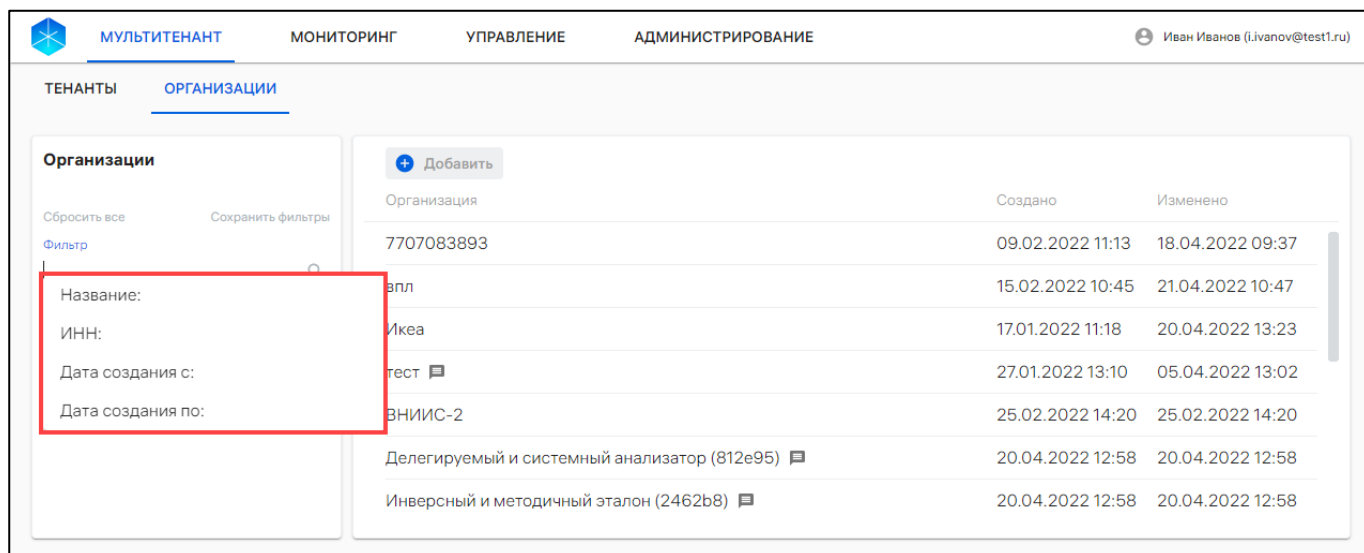 МУЛЬТИТЕНАНТ МОНИТОРИНГ УПРАВЛЕНИЕ АДМИНИСТРИРОВАНИЕ Иван Иванов (i.ivanov@test1.ru)
ТЕНАНТЫ ОРГАНИЗАЦИИ
Организации
Сбросить все Сохранить фильтры
Фильтр
Название:
ИНН:
Дата создания с:
Дата создания по:
Добавить
Организация Создано Изменено
7707083893 09.02.2022 11:13 18.04.2022 09:37
впл 15.02.2022 10:45 21.04.2022 10:47
Икеа 17.01.2022 11:18 20.04.2022 13:23
тест 27.01.2022 13:10 05.04.2022 13:02
ВНИИС-2 25.02.2022 14:20 25.02.2022 14:20
Делегируемый и системный анализатор (812e95) 20.04.2022 12:58 20.04.2022 12:58
Инверсный и методичный эталон (2462b8) 20.04.2022 12:58 20.04.2022 12:58